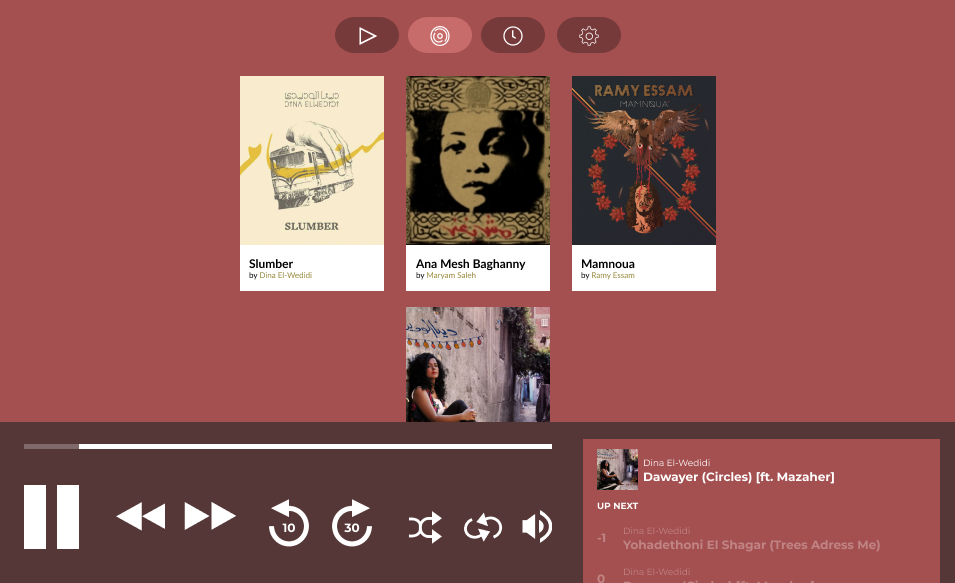 دينا الوديدي
DINA ELWEDIDI
SLUMBER
RAMY ESSAM
MAMNOUA'
Slumber
by Dina El-Wedidi
Ana Mesh Baghanny
by Maryam Saleh
Mamnoua
by Ramy Essam
10
30
Dina El-Wedidi
Dawayer (Circles) [ft. Mazaher]
UP NEXT
-1
Dina El-Wedidi
Yohadethoni El Shagar (Trees Adress Me)
0
Dina El-Wedidi